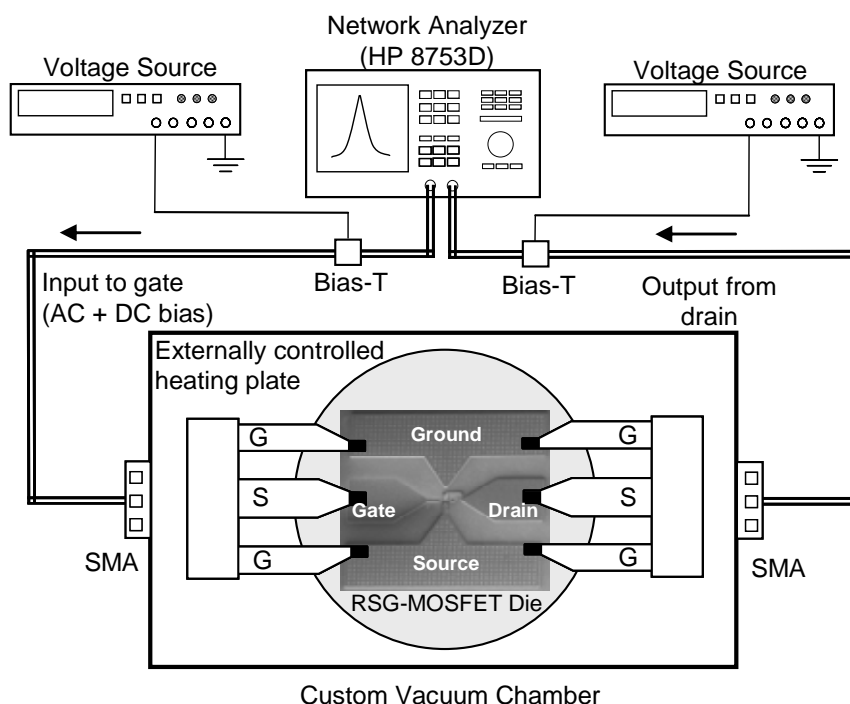 Network Analyzer
(HP 8753D)
Voltage Source
Voltage Source
Bias-T
Bias-T
Input to gate
(AC + DC bias)
Output from
drain
Externally controlled
heating plate
G
Ground
G
S
Gate
Drain
S
G
Source
G
SMA
SMA
RSG-MOSFET Die
Custom Vacuum Chamber